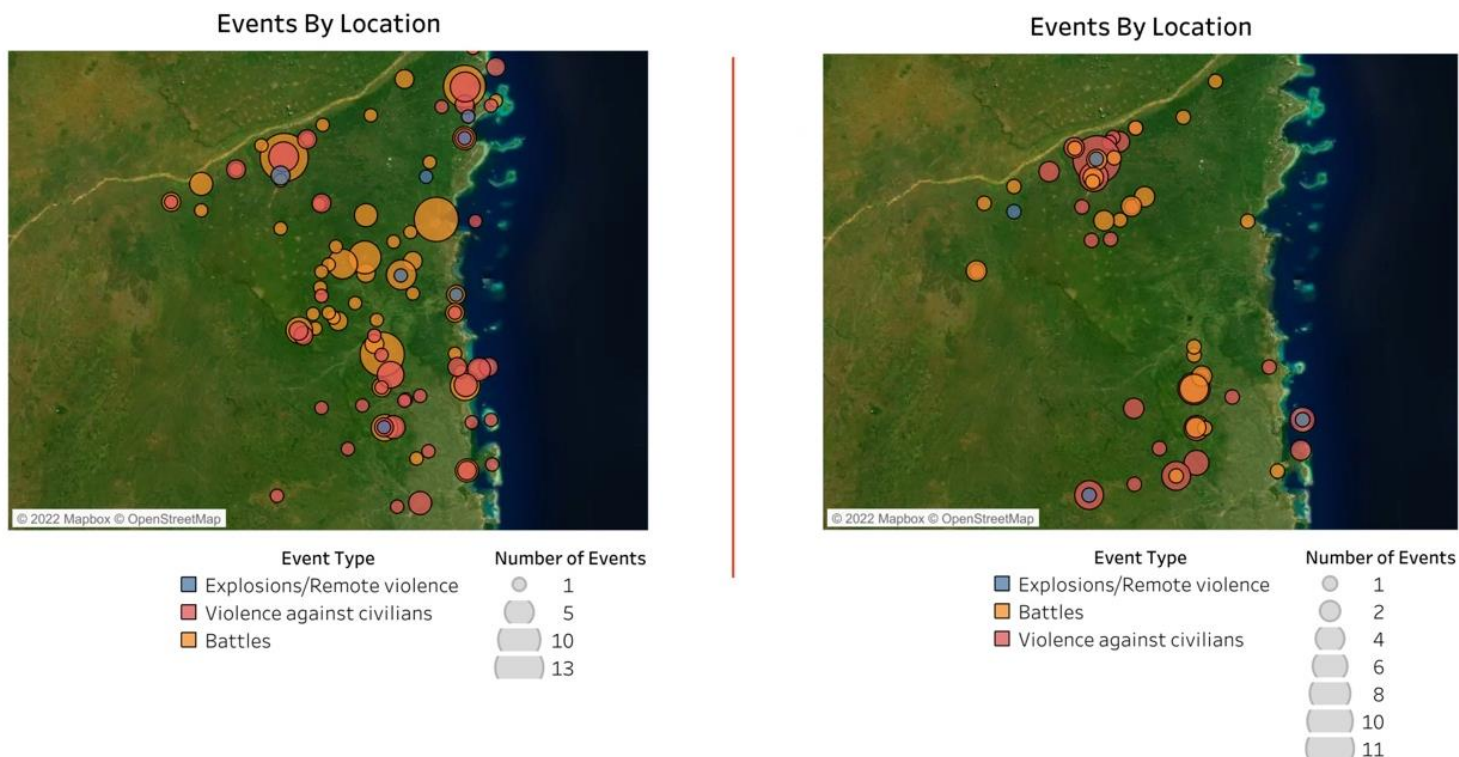 Events By Location
© 2022 Mapbox © OpenStreetMap
Event Type
Explosions/Remote violence
Violence against civilians
Battles
Number of Events
1
5
10
13
Events By Location
© 2022 Mapbox © OpenStreetMap
Event Type
Explosions/Remote violence
Battles
Violence against civilians
Number of Events
1
2
4
6
8
10
11